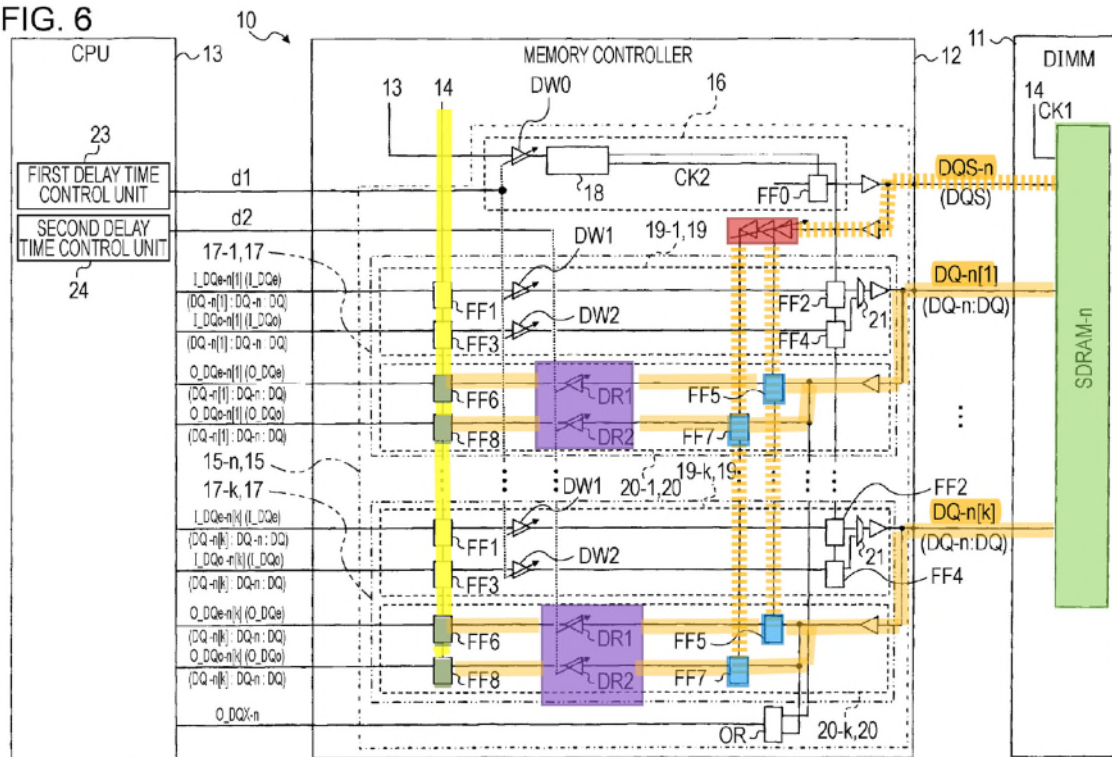 FIG. 6
10
CPU
13
MEMORY CONTROLLER
12
11
DIMM
13
14
DW0
16
14
CK1
23
FIRST DELAY TIME
CONTROL UNIT
d1
18
CK2
FF0
DQS-n
(DQS)
SECOND DELAY
TIME CONTROL UNIT
d2
24
17-1,17
19-1,19
DW1
I_DQe-n[1] (I_DQe)
(DQ-n[1] : DQ-n : DQ)
FF1
FF2
DQ-n[1]
(DQ-n:DQ)
I_DQo-n[1] (I_DQo)
(DQ-n[1] : DQ-n : DQ)
FF3
DW2
FF4
21
O_DQe-n[1] (O_DQe)
(DQ-n[1] : DQ-n : DQ)
FF6
DR1
FF5
O_DQo-n[1] (O_DQo)
(DQ-n[1] : DQ-n : DQ)
FF8
DR2
FF7
SDRAM-n
15-n,15
17-k,17
20-1,20
19-k,19
DW1
FF2
I_DQe-n[k] (I_DQe)
(DQ-n[k] : DQ-n : DQ)
FF1
DQ-n[k]
(DQ-n:DQ)
I_DQo-n[k] (I_DQo)
(DQ-n[k] : DQ-n : DQ)
FF3
DW2
FF4
21
O_DQe-n[k] (O_DQe)
(DQ-n[k] : DQ-n : DQ)
FF6
DR1
FF5
O_DQo-n[k] (O_DQo)
(DQ-n[k] : DQ-n : DQ)
FF8
DR2
FF7
O_DQX-n
OR
20-k,20